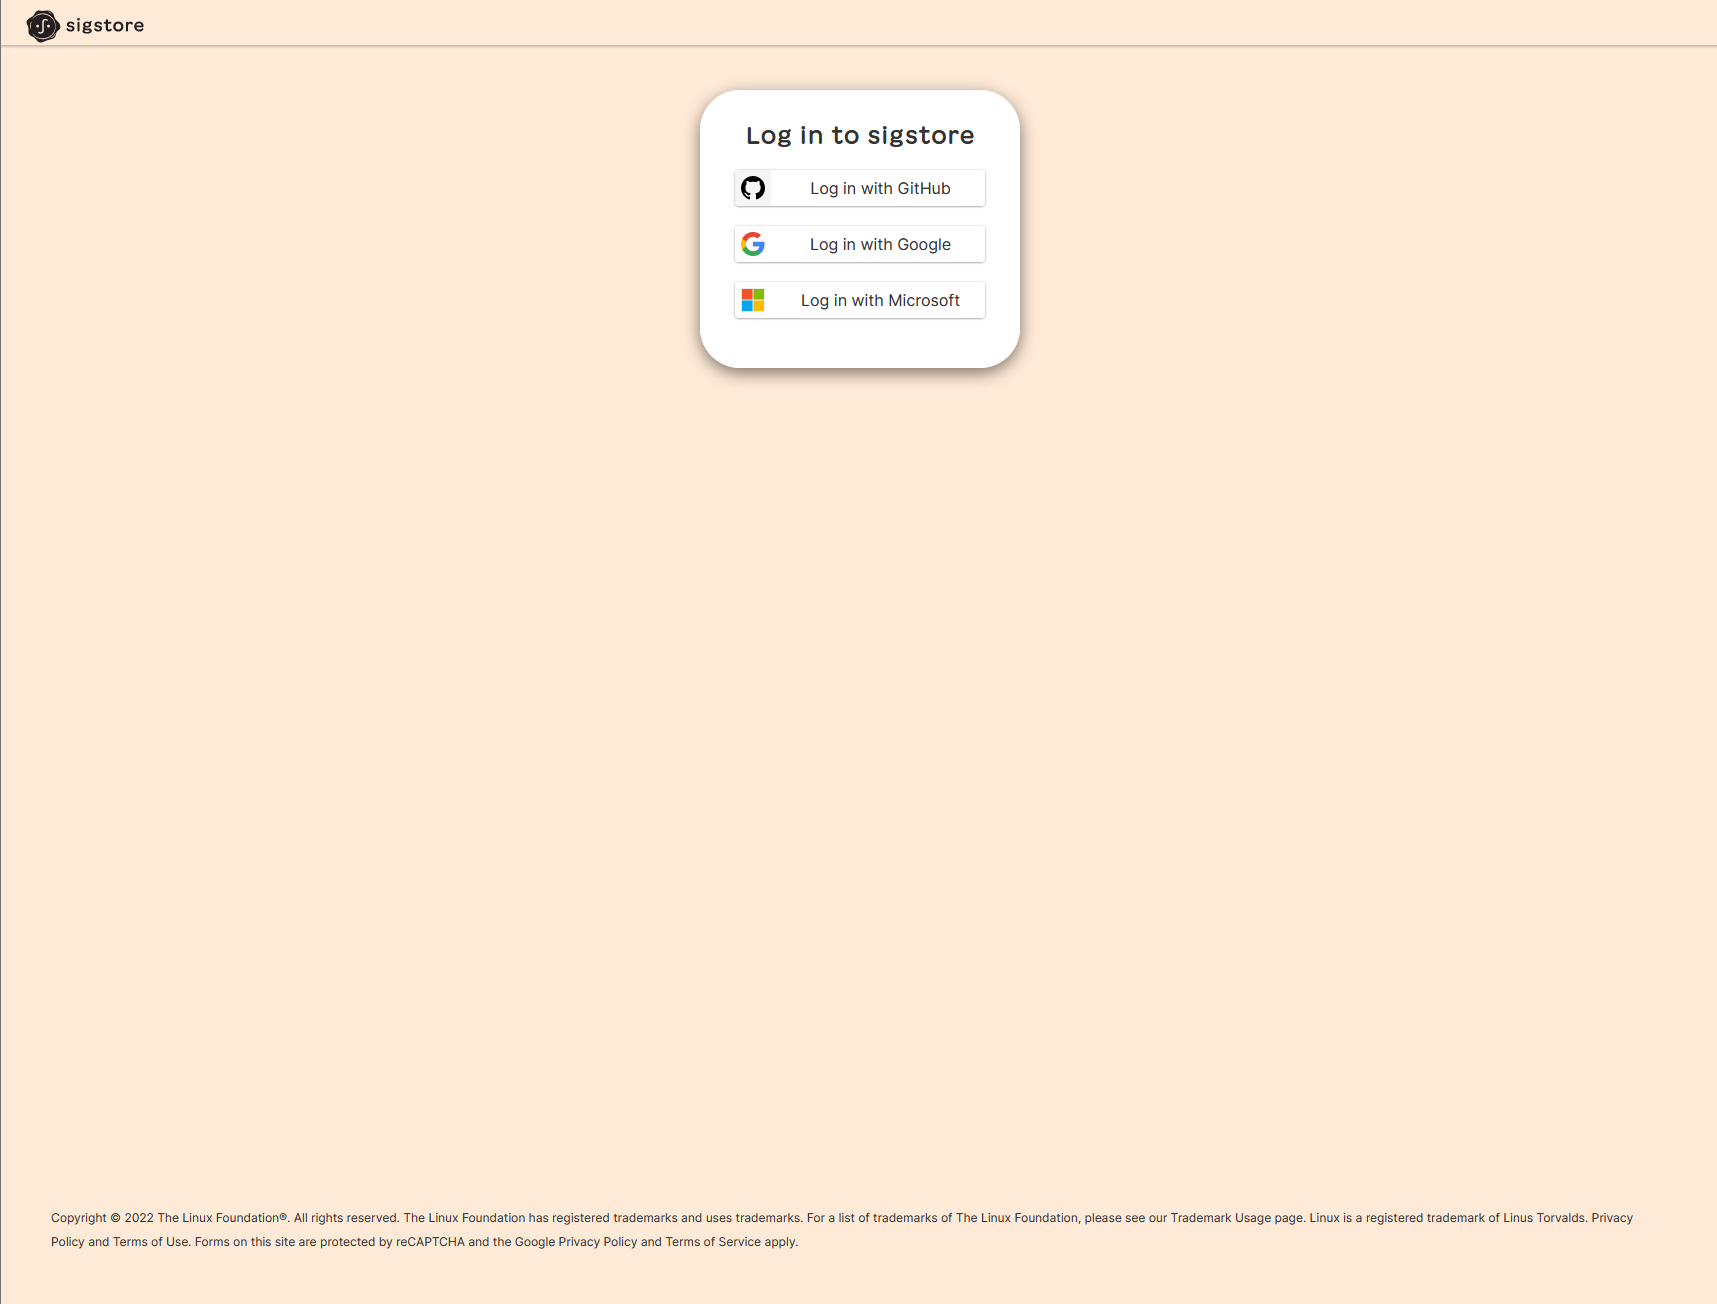 sigstore
Log in to sigstore
Log in with GitHub
Log in with Google
Log in with Microsoft
Copyright © 2022 The Linux Foundation®. All rights reserved. The Linux Foundation has registered trademarks and uses trademarks. For a list of trademarks of The Linux Foundation, please see our Trademark Usage page. Linux is a registered trademark of Linus Torvalds. Privacy
Policy and Terms of Use. Forms on this site are protected by reCAPTCHA and the Google Privacy Policy and Terms of Service apply.